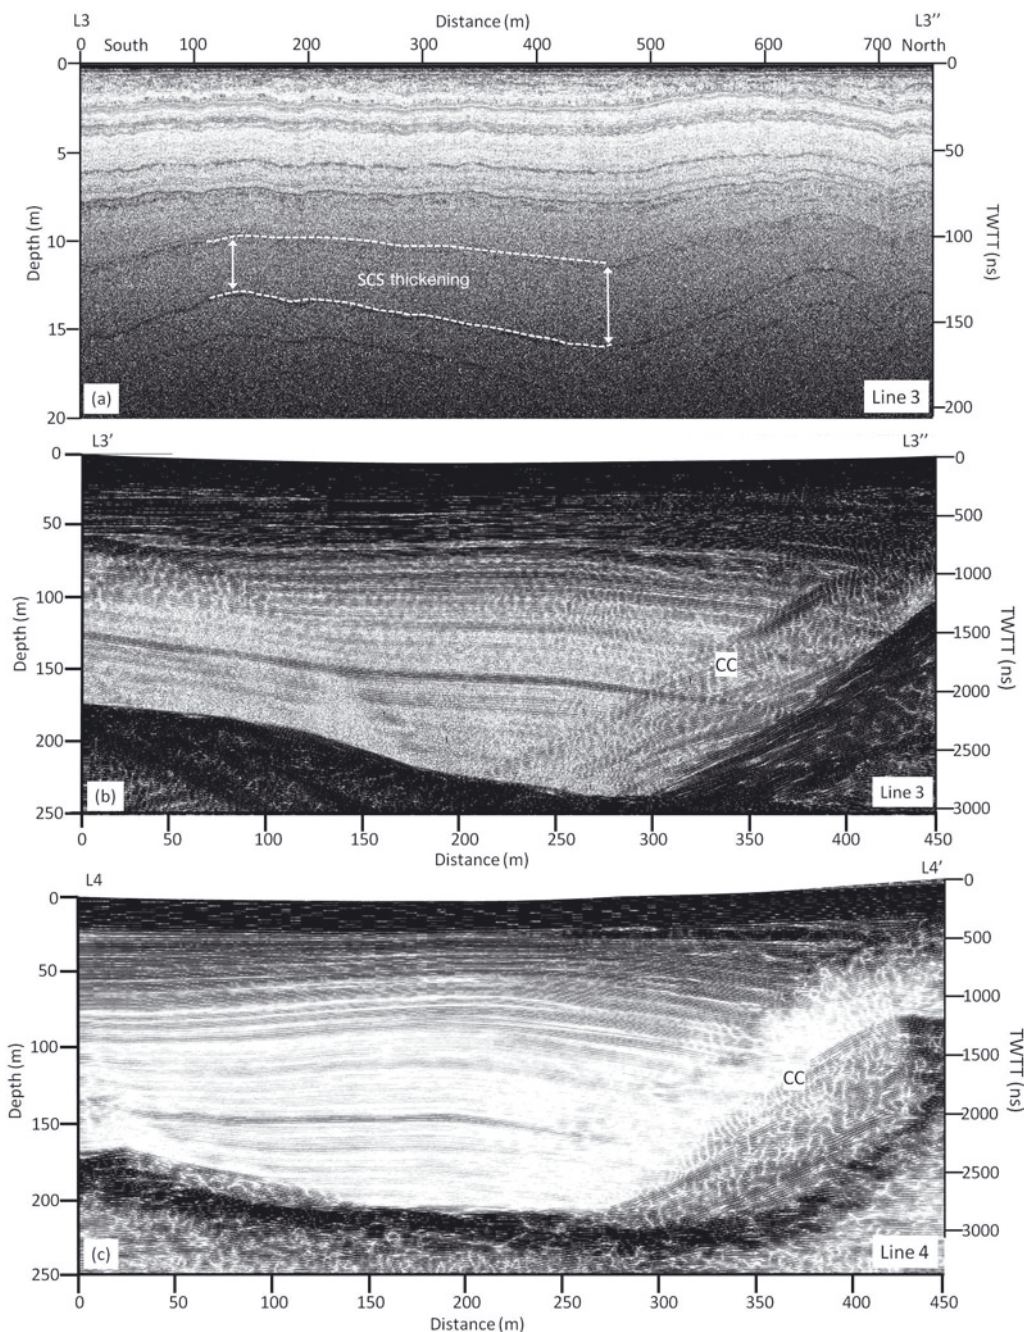 L3 Distance (m) L3’’
0 South 100 200 300 400 500 600 700 North
0 0
5 50
10 100
15 150
20 200
Depth (m)
TWTT (ns)
SCS thickening
(a) Line 3
L3’ L3’’
0 0
50 500
100 1000
150 1500
200 2000
250 2500
3000
Depth (m)
TWTT (ns)
CC
(b) Line 3
0 50 100 150 200 250 300 350 400 450
Distance (m)
L4 L4’
0 0
50 500
100 1000
150 1500
200 2000
250 2500
3000
Depth (m)
TWTT (ns)
CC
(c) Line 4
0 50 100 150 200 250 300 350 400 450
Distance (m)